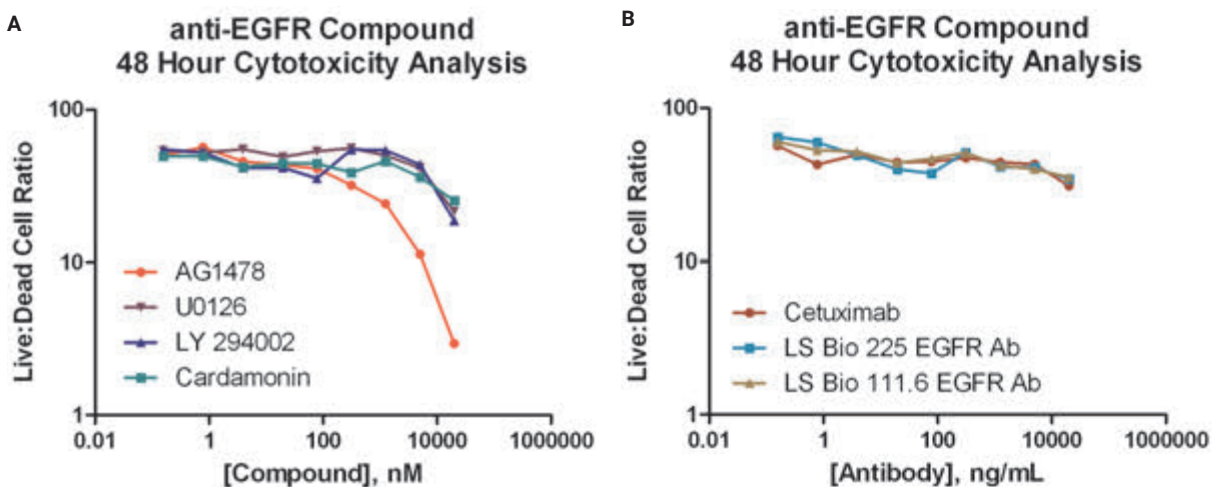 A
anti-EGFR Compound
48 Hour Cytotoxicity Analysis
Live:Dead Cell Ratio
100
10
1
AG1478
U0126
LY 294002
Cardamonin
0.01
1
100
10000
1000000
[Compound], nM
B
anti-EGFR Compound
48 Hour Cytotoxicity Analysis
Live:Dead Cell Ratio
100
10
1
Cetuximab
LS Bio 225 EGFR Ab
LS Bio 111.6 EGFR Ab
0.01
1
100
10000
1000000
[Antibody], ng/mL